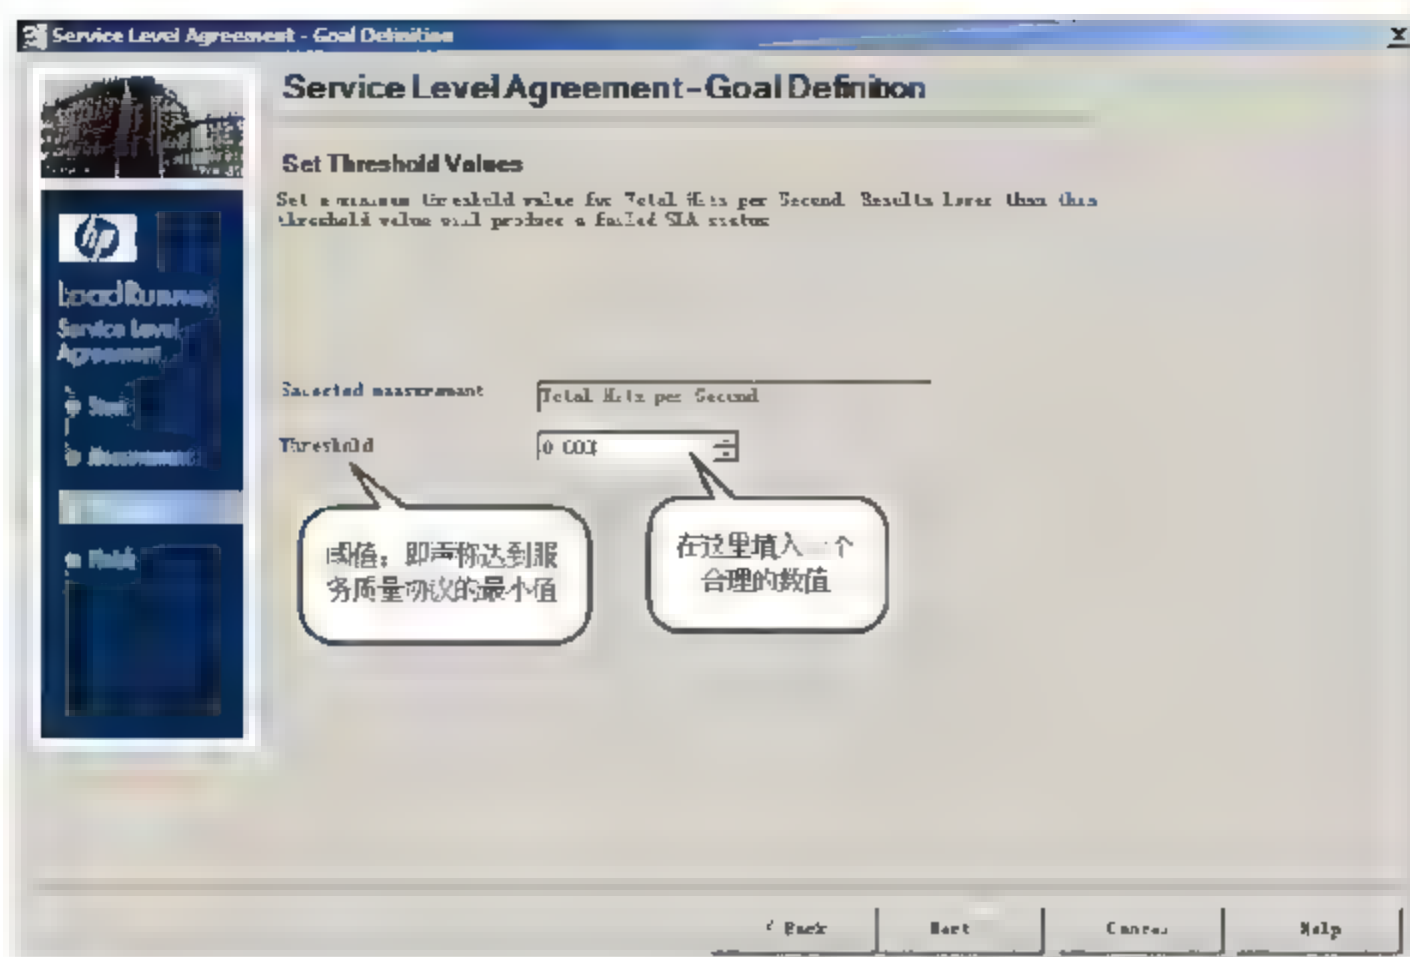 Service Level Agreement - Goal Definition
Service Level Agreement-Goal Definition
Set Threshold Values
Set a minimum threshold value for Total Hits per Second. Results lower than this
threshold value will produce a failed SLA status
hp
LoadRunner
Service Level
Agreement
Start
Selected measurement
Total Hits per Second
Threshold
阈值：即声称达到服
务质量协议的最小值
在这里填入一个
合理的数值
Finish
< Back
Next
Cancel
Help